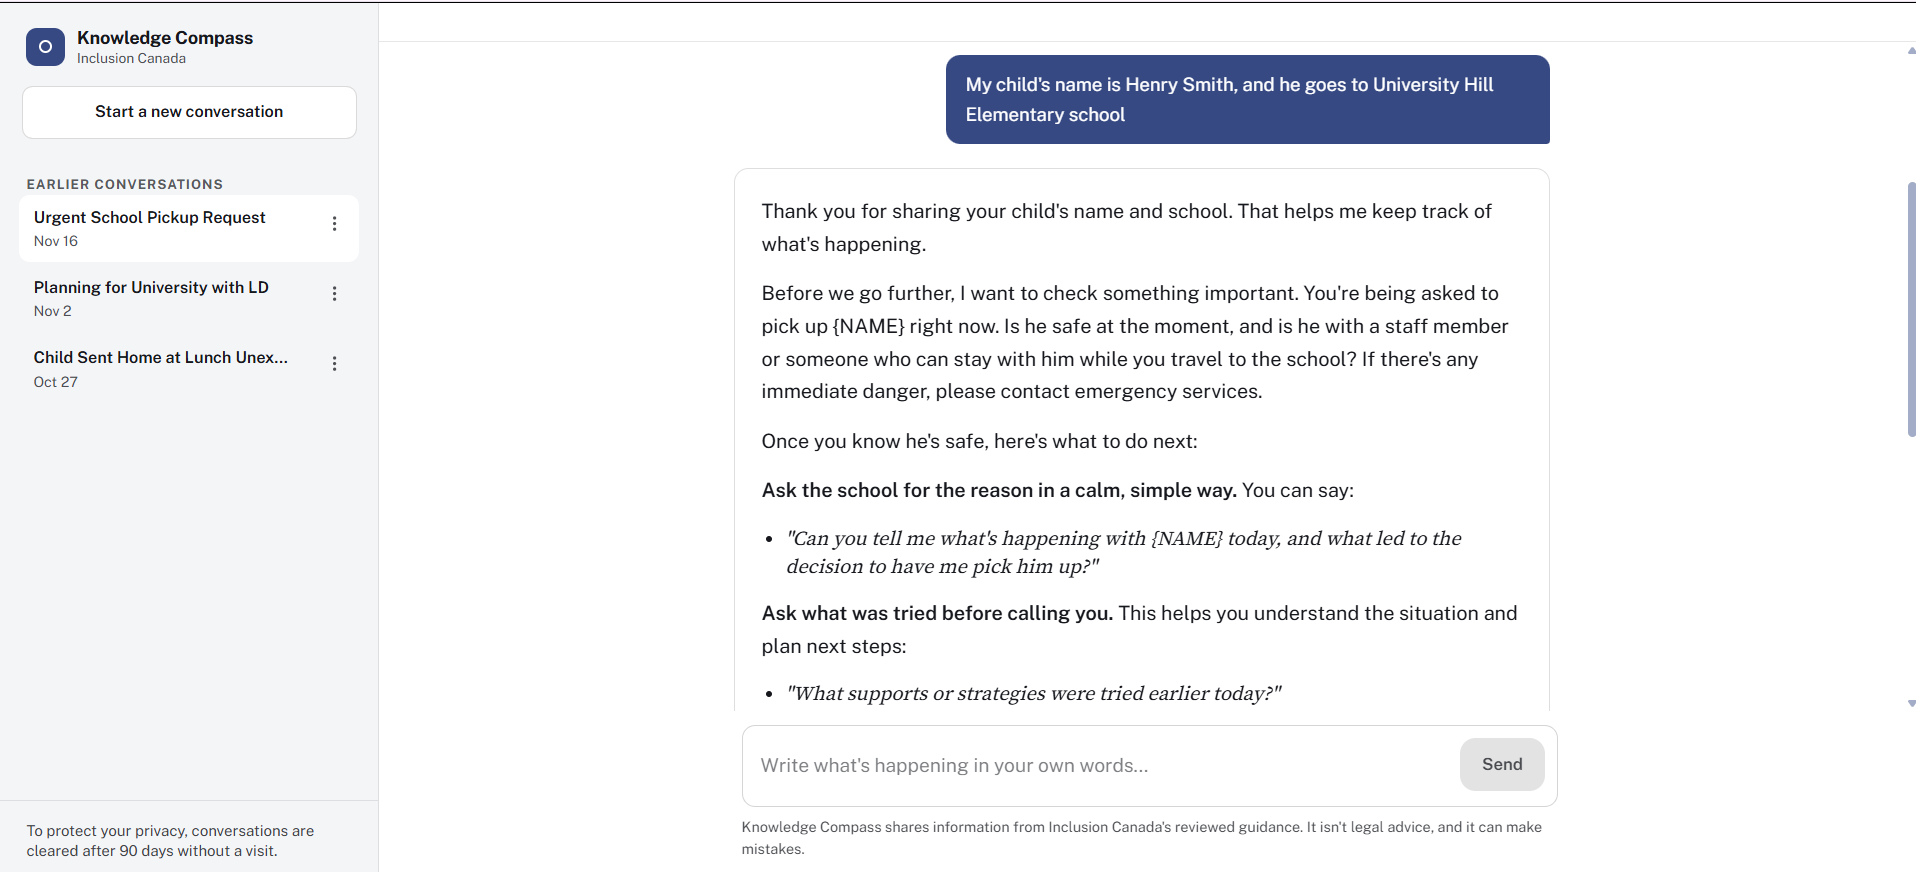 Knowledge Compass
Inclusion Canada
Start a new conversation
EARLIER CONVERSATIONS
Urgent School Pickup Request
Nov 16
Planning for University with LD
Nov 2
Child Sent Home at Lunch Unex...
Oct 27
To protect your privacy, conversations are
cleared after 90 days without a visit.
My child's name is Henry Smith, and he goes to University Hill
Elementary school
Thank you for sharing your child's name and school. That helps me keep track of
what's happening.
Before we go further, I want to check something important. You're being asked to
pick up {NAME} right now. Is he safe at the moment, and is he with a staff member
or someone who can stay with him while you travel to the school? If there's any
immediate danger, please contact emergency services.
Once you know he's safe, here's what to do next:
Ask the school for the reason in a calm, simple way. You can say:
• "Can you tell me what's happening with {NAME} today, and what led to the
decision to have me pick him up?"
Ask what was tried before calling you. This helps you understand the situation and
plan next steps:
• "What supports or strategies were tried earlier today?"
Write what's happening in your own words...
Send
Knowledge Compass shares information from Inclusion Canada's reviewed guidance. It isn't legal advice, and it can make
mistakes.